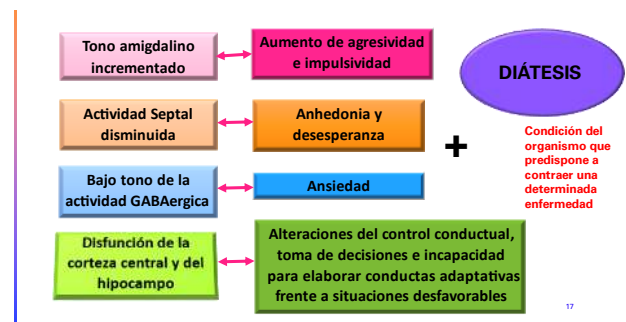 Tono amigdalino
incrementado
Aumento de agresividad
e impulsividad
Actividad Septal
disminuida
Anhedonia y
desesperanza
Bajo tono de la
actividad GABAergica
Ansiedad
Disfunción de la
corteza central y del
hipocampo
Alteraciones del control conductual,
toma de decisiones e incapacidad
para elaborar conductas adaptativas
frente a situaciones desfavorables
+
DIÁTESIS
Condición del
organismo que
predispone a
contraer una
determinada
enfermedad
17